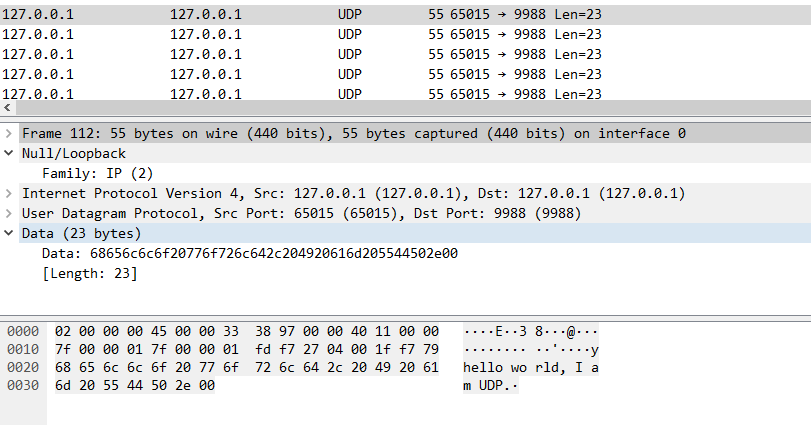 127.0.0.1 127.0.0.1 UDP 55 65015 → 9988 Len=23
127.0.0.1 127.0.0.1 UDP 55 65015 → 9988 Len=23
127.0.0.1 127.0.0.1 UDP 55 65015 → 9988 Len=23
127.0.0.1 127.0.0.1 UDP 55 65015 → 9988 Len=23
127.0.0.1 127.0.0.1 UDP 55 65015 → 9988 Len=23
Frame 112: 55 bytes on wire (440 bits), 55 bytes captured (440 bits) on interface 0
Null/Loopback
Family: IP (2)
Internet Protocol Version 4, Src: 127.0.0.1 (127.0.0.1), Dst: 127.0.0.1 (127.0.0.1)
User Datagram Protocol, Src Port: 65015 (65015), Dst Port: 9988 (9988)
Data (23 bytes)
Data: 68656c6c6f20776f726c642c204920616d205544502e00
[Length: 23]
0000 02 00 00 00 45 00 00 33 38 97 00 00 40 11 00 00 ····E··3 8···@···
0010 7f 00 00 01 7f 00 00 01 fd f7 27 04 00 1f f7 79 ········ ··'····y
0020 68 65 6c 6c 6f 20 77 6f 72 6c 64 2c 20 49 20 61 hello wo rld, I a
0030 6d 20 55 44 50 2e 00 m UDP.·